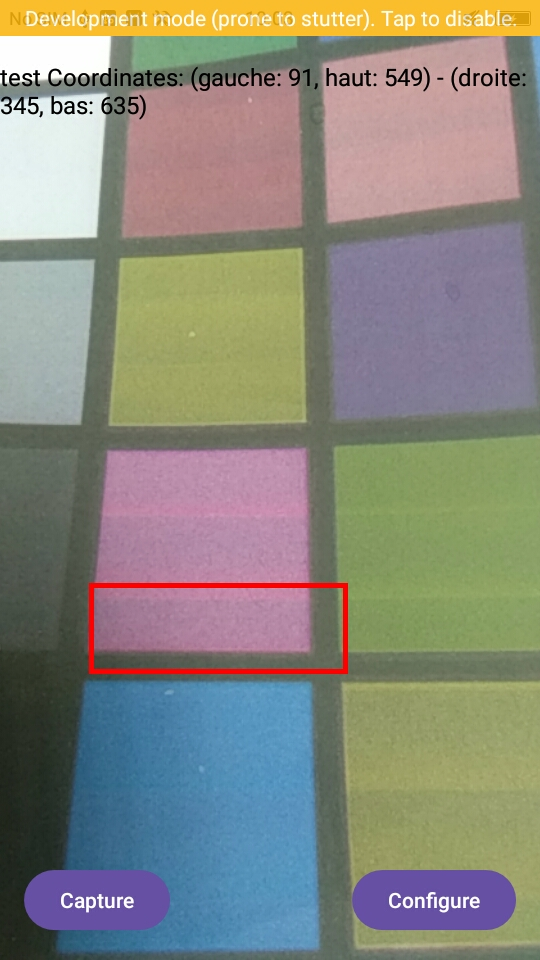 Development mode (prone to stutter). Tap to disable.
test Coordinates: (gauche: 91, haut: 549) - (droite:
345, bas: 635)
Capture
Configure